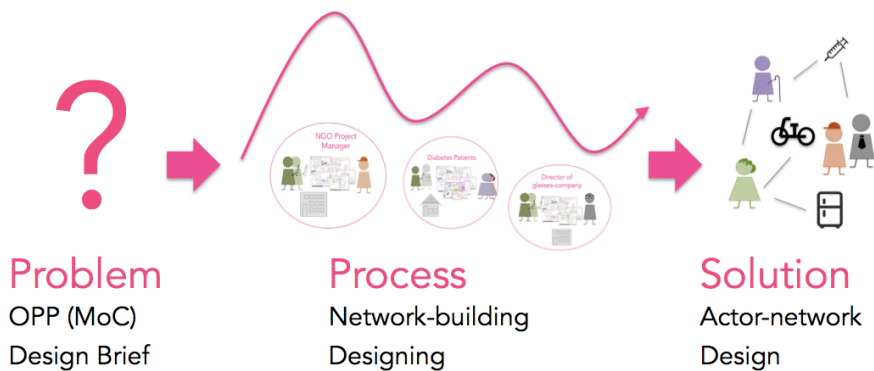 ?
NGO Project
Manager
Diabetes Patients
Director of
glasses-company
Problem
OPP (MoC)
Design Brief
Process
Network-building
Designing
Solution
Actor-network
Design